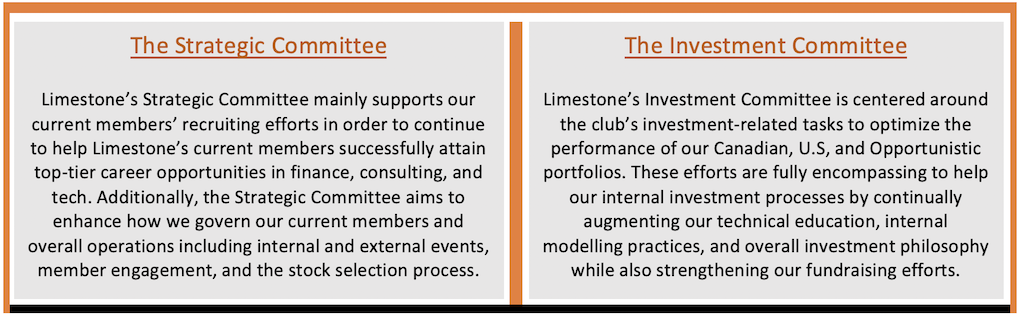 The Strategic Committee
Limestone’s Strategic Committee mainly supports our
current members’ recruiting efforts in order to continue
to help Limestone’s current members successfully attain
top-tier career opportunities in finance, consulting, and
tech. Additionally, the Strategic Committee aims to
enhance how we govern our current members and
overall operations including internal and external events,
member engagement, and the stock selection process.
The Investment Committee
Limestone’s Investment Committee is centered around
the club’s investment-related tasks to optimize the
performance of our Canadian, U.S, and Opportunistic
portfolios. These efforts are fully encompassing to help
our internal investment processes by continually
augmenting our technical education, internal
modelling practices, and overall investment philosophy
while also strengthening our fundraising efforts.